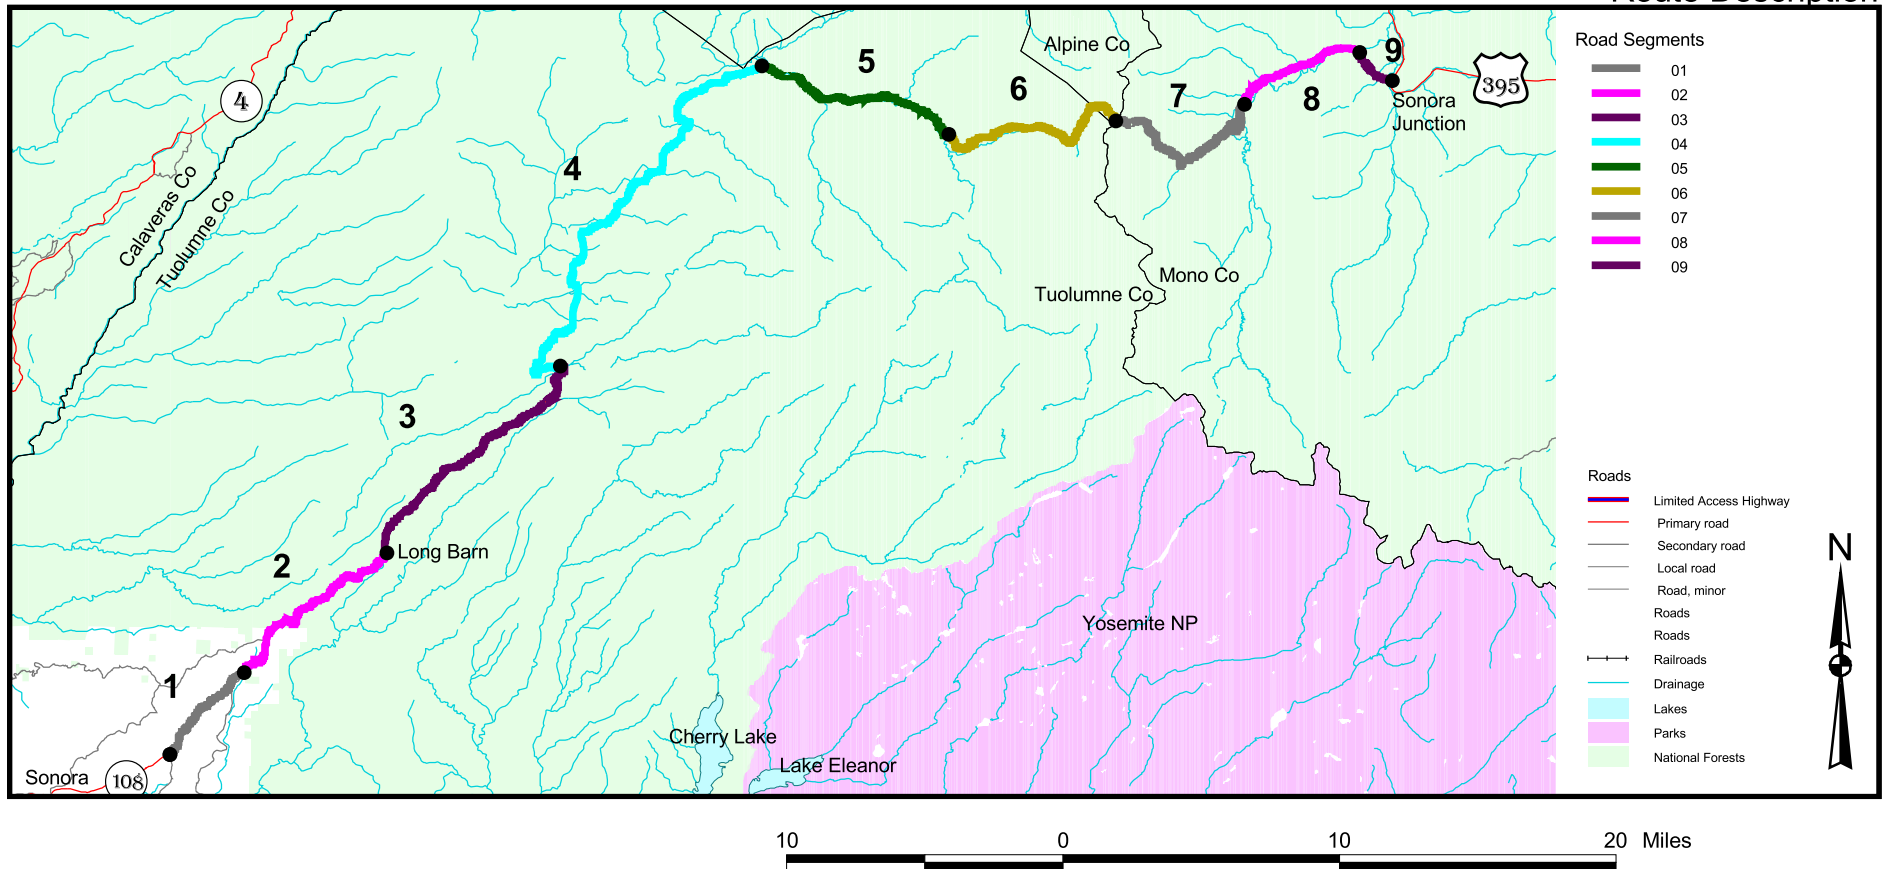 Route Description
Road Segments
01
02
03
04
05
06
07
08
09
Alpine Co
5
6
7
8
9
395
Sonora
Junction
4
4
Calaveras Co
Tuolumne Co
Mono Co
Tuolumne Co
3
2
Long Barn
1
Sonora
108
Yosemite NP
Cherry Lake
Lake Eleanor
Roads
Limited Access Highway
Primary road
Secondary road
Local road
Road, minor
Roads
Roads
Railroads
Drainage
Lakes
Parks
National Forests
N
10 0 10 20 Miles